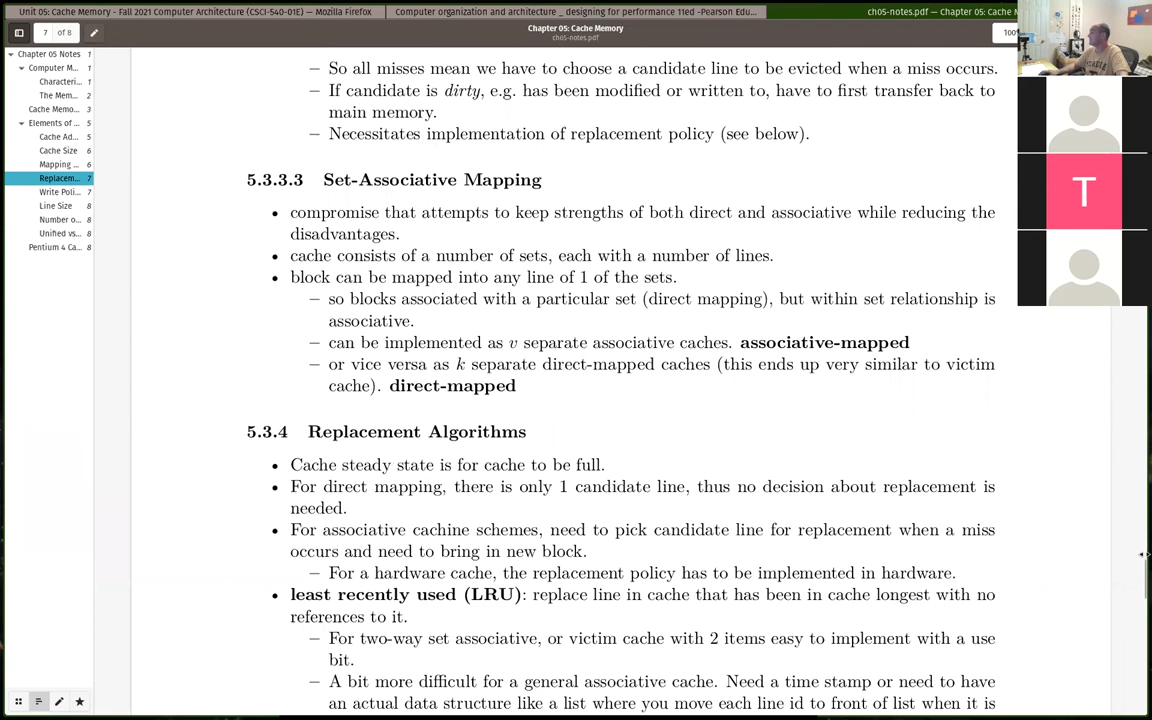 Unit 05: Cache Memory - Fall 2021 Computer Architecture (CSCI-540-01E) — Mozilla Firefox
Computer organization and architecture _ designing for performance 11ed -Pearson Edu...
ch05-notes.pdf — Chapter 05: Cache M
7 of 8
Chapter 05: Cache Memory
ch05-notes.pdf
100%
Chapter 05 Notes 1
Computer M... 1
Characteri... 1
The Mem... 2
Cache Memo... 3
Elements of ... 5
Cache Ad... 5
Cache Size 6
Mapping ... 6
Replacem... 7
Write Poli... 7
Line Size 8
Number o... 8
Unified vs... 8
Pentium 4 Ca... 8
– So all misses mean we have to choose a candidate line to be evicted when a miss occurs.
– If candidate is dirty, e.g. has been modified or written to, have to first transfer back to
main memory.
– Necessitates implementation of replacement policy (see below).
5.3.3.3 Set-Associative Mapping
• compromise that attempts to keep strengths of both direct and associative while reducing the
disadvantages.
• cache consists of a number of sets, each with a number of lines.
• block can be mapped into any line of 1 of the sets.
– so blocks associated with a particular set (direct mapping), but within set relationship is
associative.
– can be implemented as v separate associative caches. associative-mapped
– or vice versa as k separate direct-mapped caches (this ends up very similar to victim
cache). direct-mapped
5.3.4 Replacement Algorithms
• Cache steady state is for cache to be full.
• For direct mapping, there is only 1 candidate line, thus no decision about replacement is
needed.
• For associative cachine schemes, need to pick candidate line for replacement when a miss
occurs and need to bring in new block.
– For a hardware cache, the replacement policy has to be implemented in hardware.
• least recently used (LRU): replace line in cache that has been in cache longest with no
references to it.
– For two-way set associative, or victim cache with 2 items easy to implement with a use
bit.
– A bit more difficult for a general associative cache. Need a time stamp or need to have
an actual data structure like a list where you move each line id to front of list when it is
T